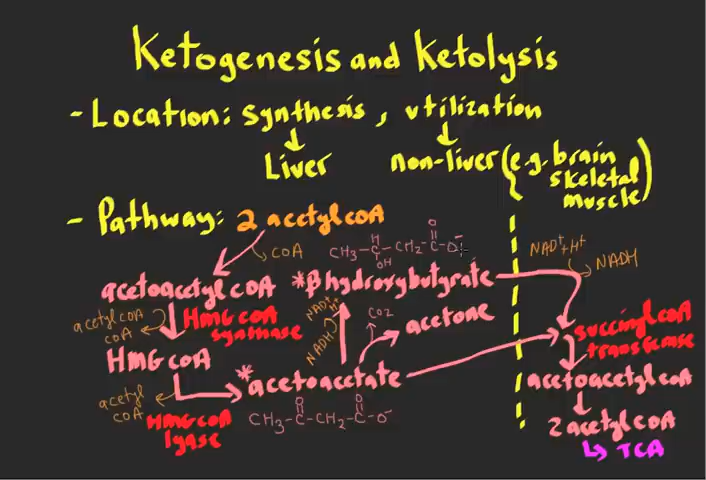 Ketogenesis and Ketolysis
- Location: synthesis, utilization
Liver
non-liver (e.g. brain
skeletal
muscle)
- Pathway: 2 acetyl coA
CoA
acetoacetyl coA
acetyl coA
coA
HMG coA
synthase
HMG coA
acetyl
coA
HMG coA
lyase
* acetoacetate
CH3-C-CH2-C-O-
O
O
NADH
NAD+
H+
CO2
acetone
* β hydroxybutyrate
CH3-C-CH2-C-O-
H
OH
O
NAD+ + H+
NADH
succinyl coA
transferase
acetoacetyl coA
2 acetyl coA
↳ TCA